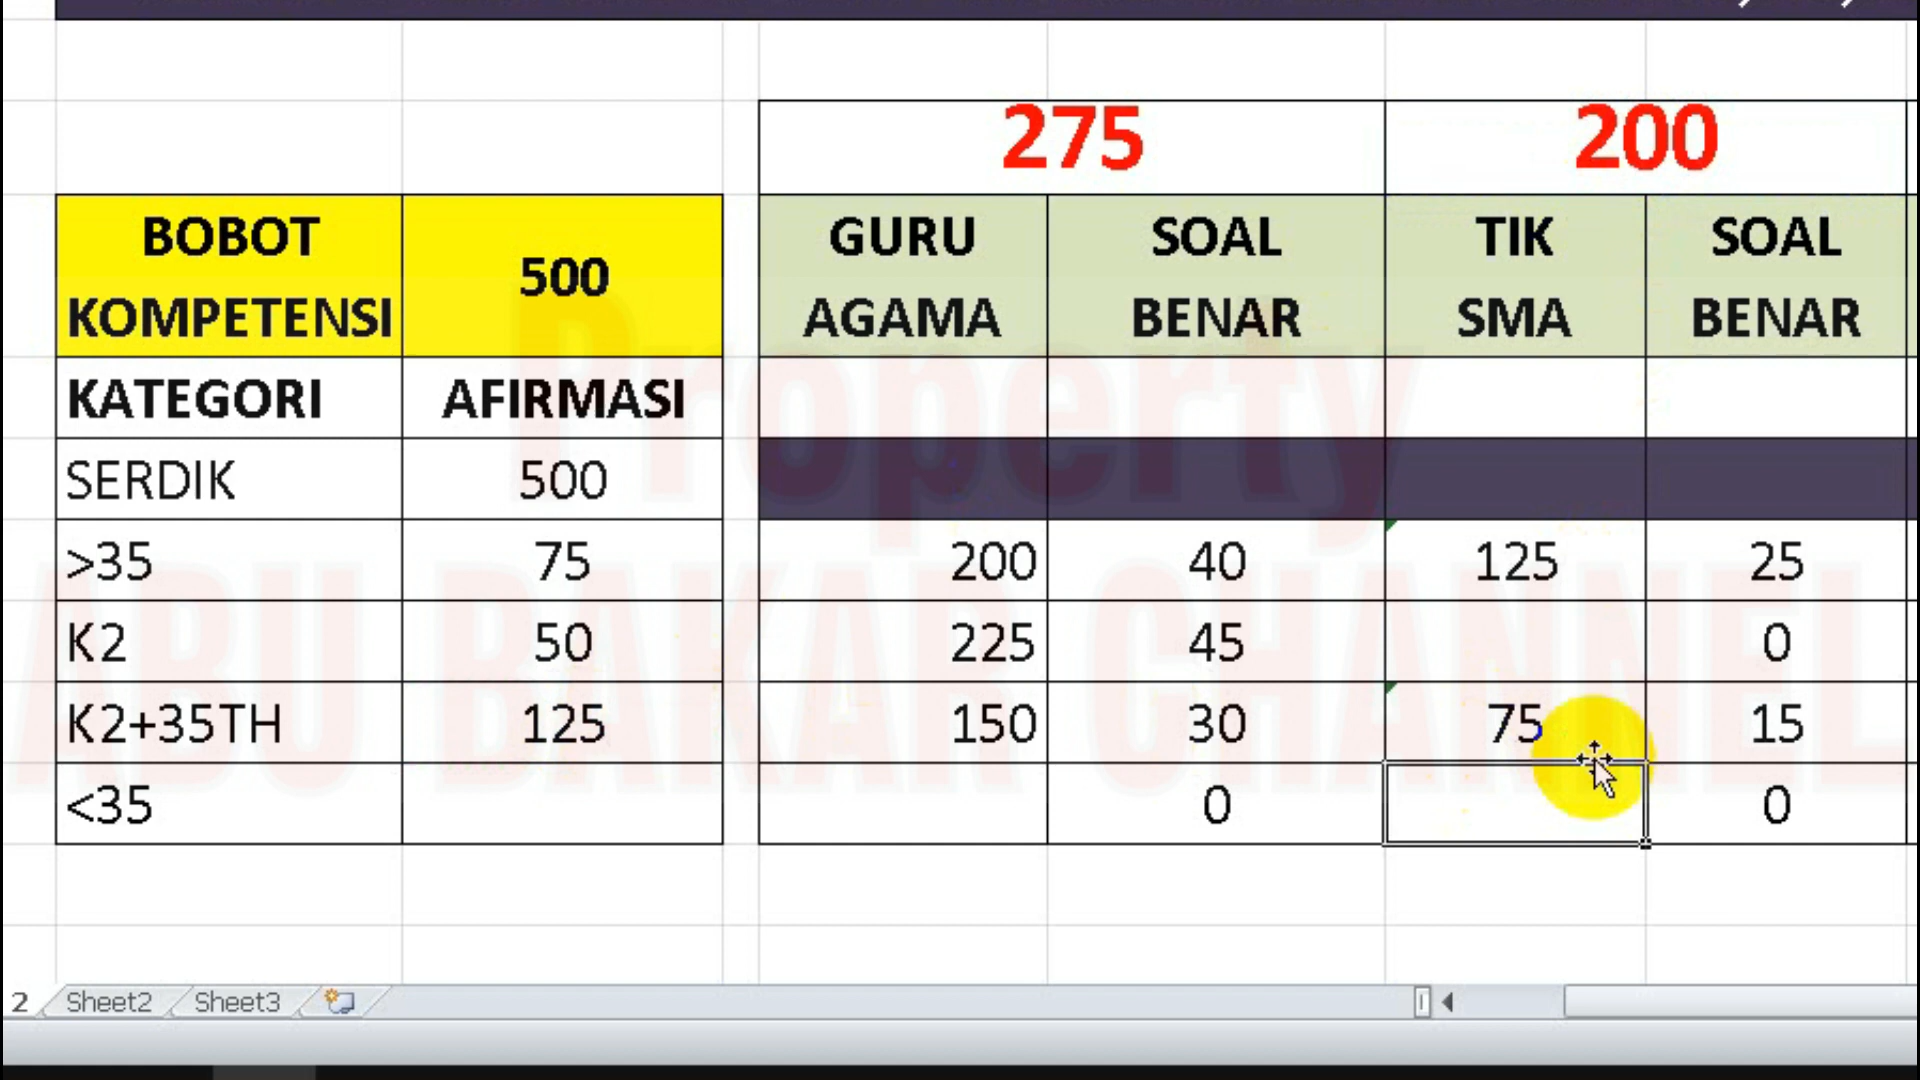 275 200
BOBOT KOMPETENSI 500 GURU AGAMA SOAL BENAR TIK SMA SOAL BENAR
KATEGORI AFIRMASI
SERDIK 500
>35 75 200 40 125 25
K2 50 225 45 0
K2+35TH 125 150 30 75 15
<35 0 0
Property
ABU BAKAR CHANNEL
2 Sheet2 Sheet3